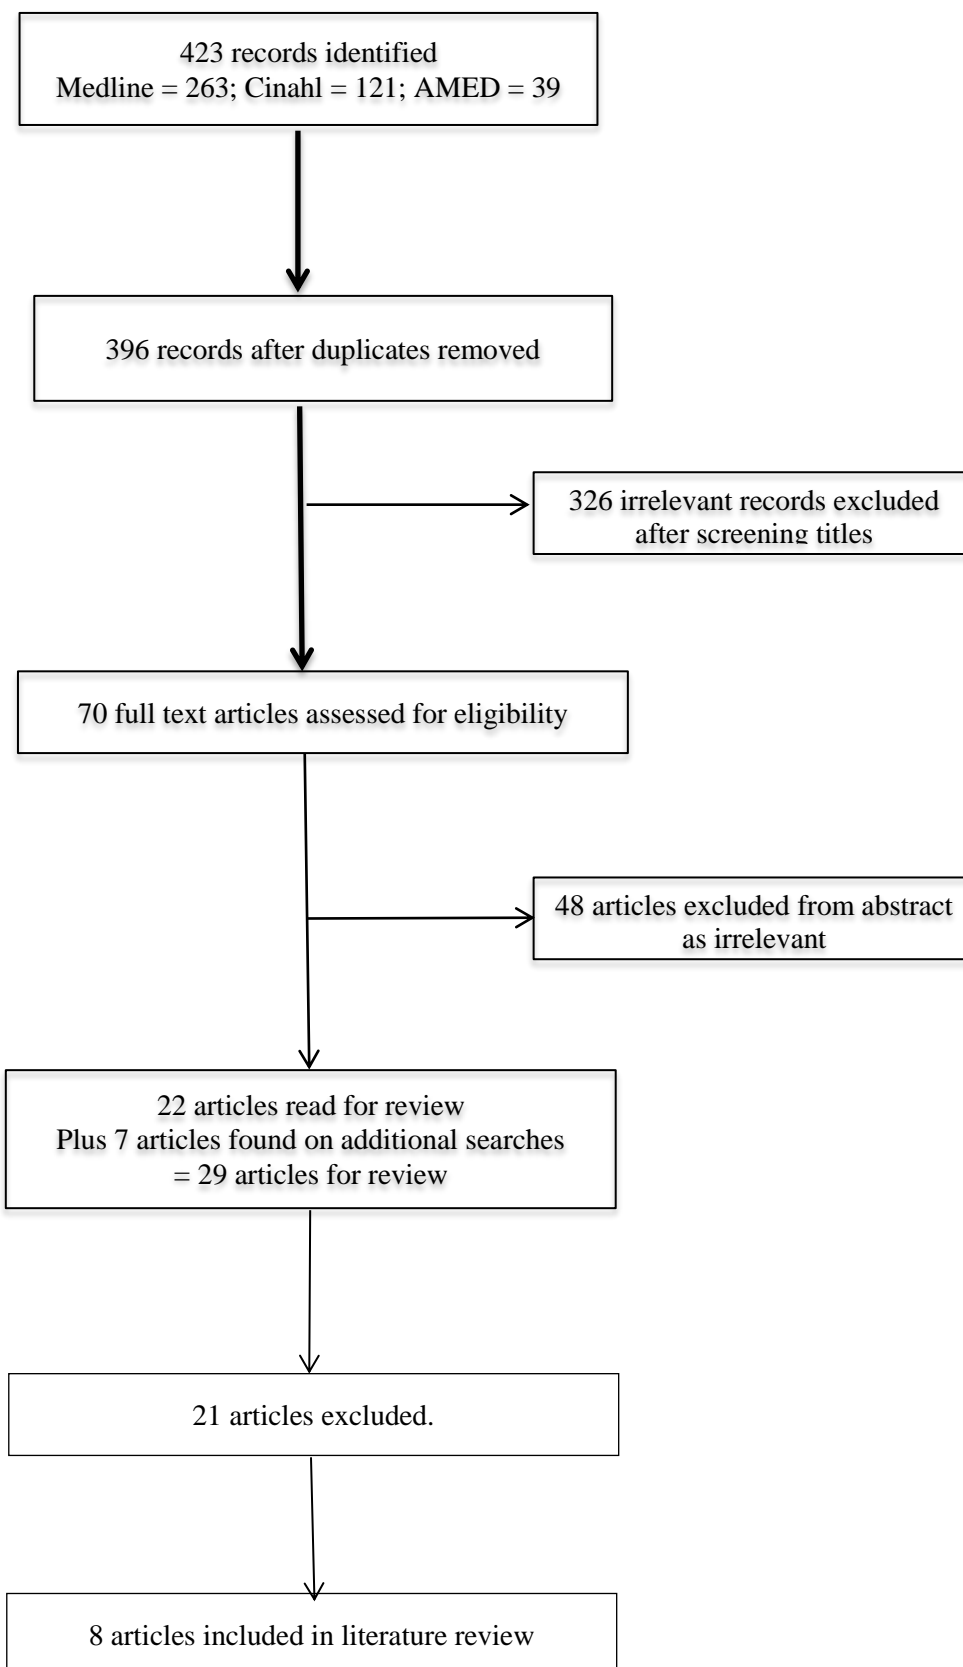 423 records identified
Medline = 263; Cinahl = 121; AMED = 39
396 records after duplicates removed
326 irrelevant records excluded
after screening titles
70 full text articles assessed for eligibility
48 articles excluded from abstract
as irrelevant
22 articles read for review
Plus 7 articles found on additional searches
= 29 articles for review
21 articles excluded.
8 articles included in literature review